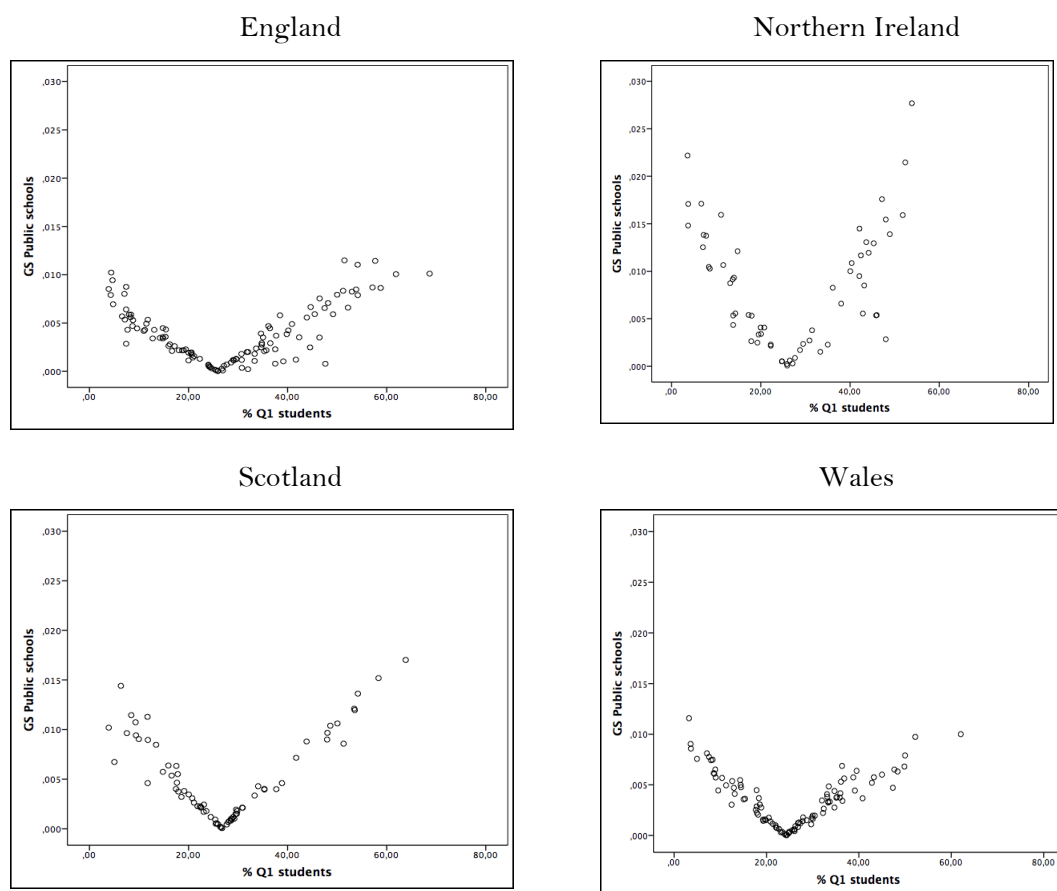 England
,030
,025
,020
,015
,010
,005
,000
GS Public schools
,00 20,00 40,00 60,00 80,00
% Q1 students
Northern Ireland
,030
,025
,020
,015
,010
,005
,000
GS Public schools
,00 20,00 40,00 60,00 80,00
% Q1 students
Scotland
,030
,025
,020
,015
,010
,005
,000
GS Public schools
,00 20,00 40,00 60,00 80,00
% Q1 students
Wales
,030
,025
,020
,015
,010
,005
,000
GS Public schools
,00 20,00 40,00 60,00 80,00
% Q1 students